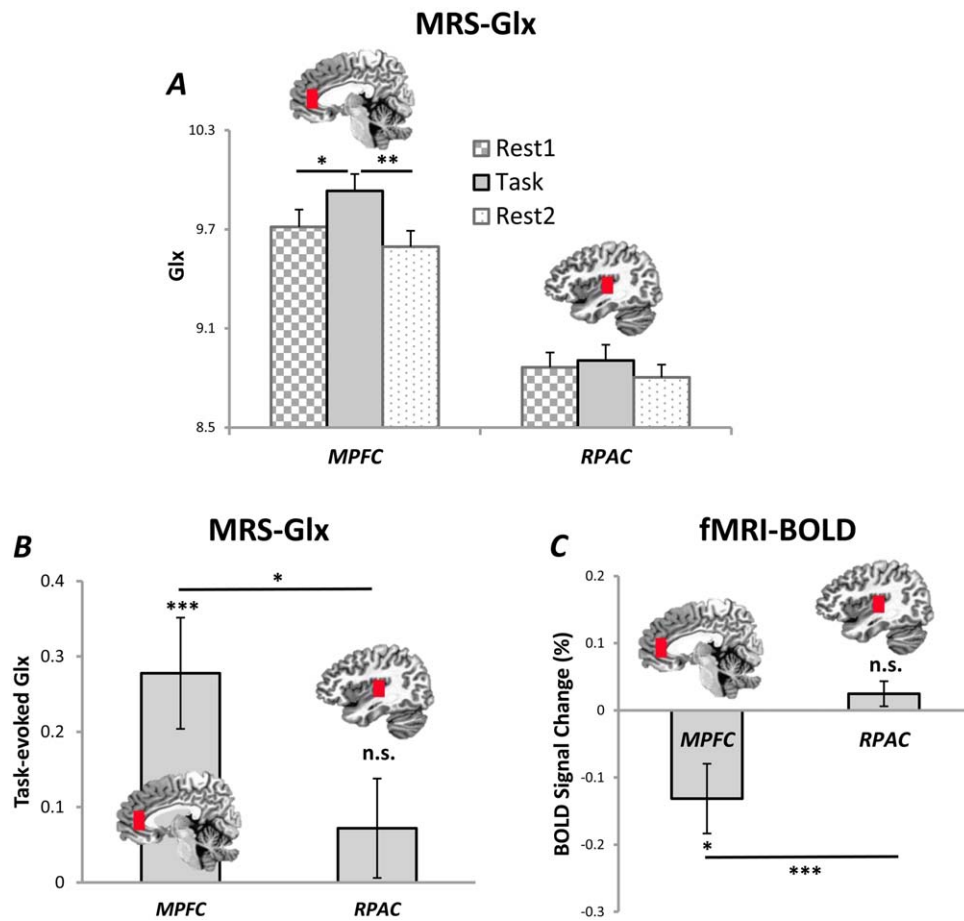 MRS-Glx
A
10.3
9.7
9.1
8.5
Glx
* **
Rest1
Task
Rest2
MPFC RPAC
MRS-Glx
B
0.4
0.3
0.2
0.1
0
Task-evoked Glx
*
***
n.s.
MPFC RPAC
fMRI-BOLD
C
0.2
0.1
0
-0.1
-0.2
-0.3
BOLD Signal Change (%)
n.s.
MPFC RPAC
*
***